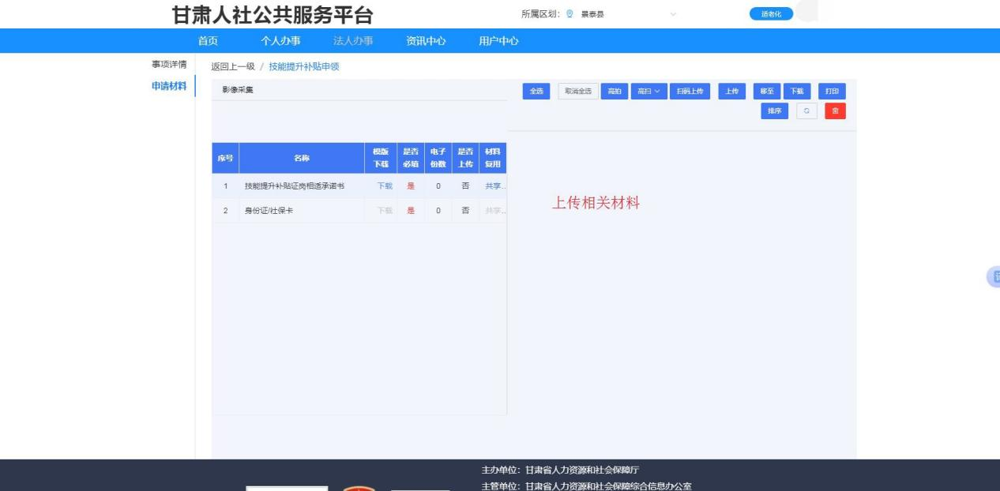 甘肃人社公共服务平台
所属区划： 景泰县
适老化
首页 个人办事 法人办事 资讯中心 用户中心
事项详情
申请材料
返回上一级 / 技能提升补贴申领
影像采集
全选 取消全选 高拍 高扫 扫码上传 上传 移至 下载 打印
排序
序号 名称 模版下载 是否必填 电子份数 是否上传 材料复用
1 技能提升补贴证岗相适承诺书 下载 是 0 否 共享..
2 身份证/社保卡 下载 是 0 否 共享..
上传相关材料
主办单位：甘肃省人力资源和社会保障厅
主管单位：甘肃省人力资源和社会保障综合信息办公室